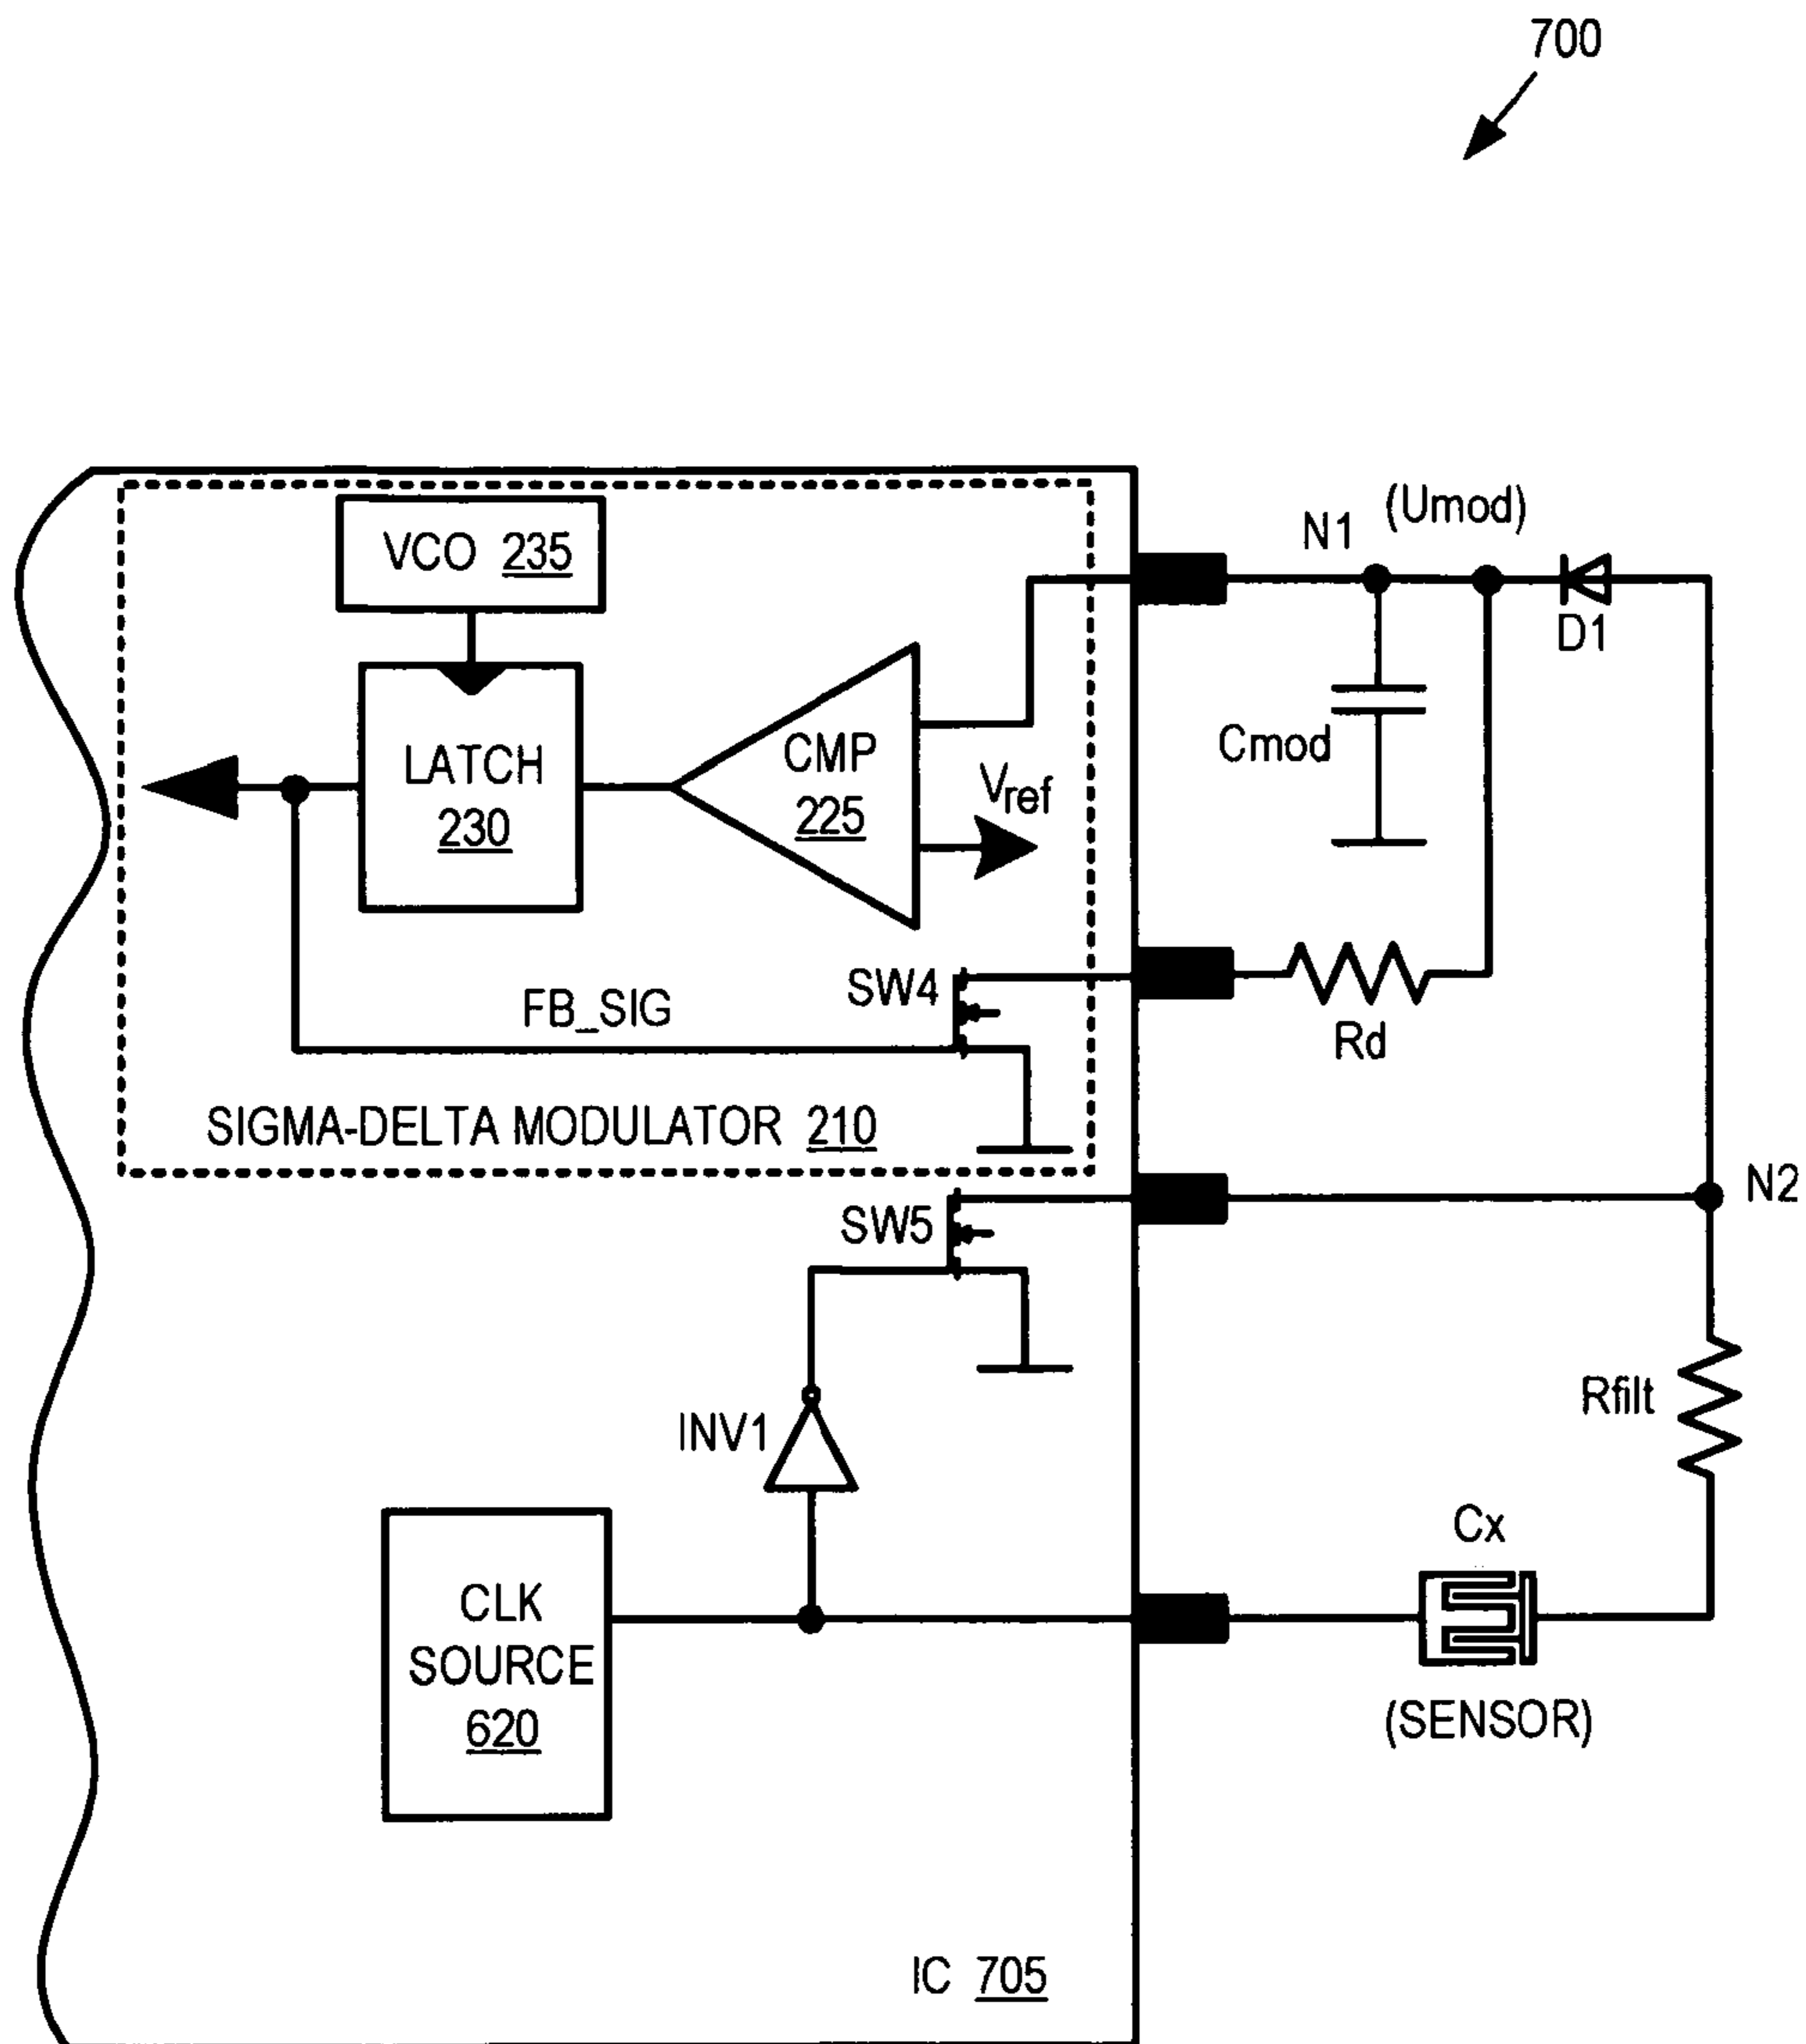 700
VCO 235
N1
(Umod)
D1
LATCH
230
CMP
225
Vref
Cmod
SW4
FB_SIG
Rd
SIGMA-DELTA MODULATOR 210
N2
SW5
INV1
Rfilt
Cx
CLK
SOURCE
620
(SENSOR)
IC 705